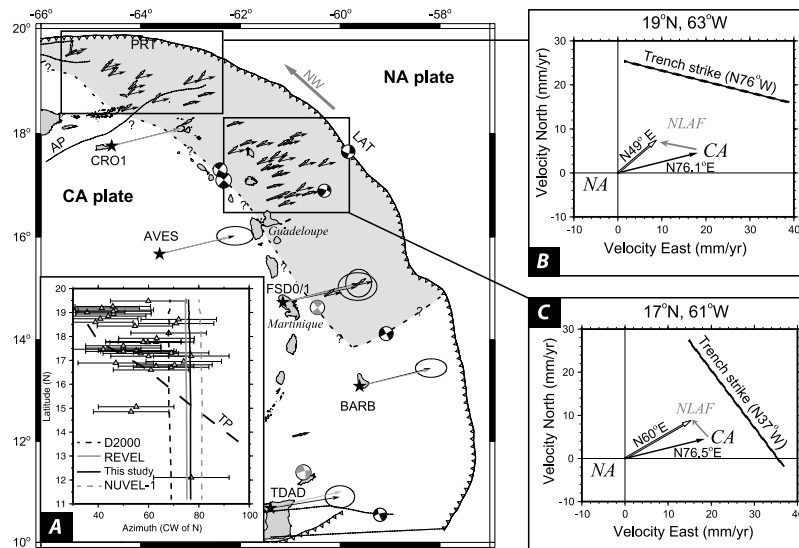 −66 −65 −64 −63 −62 −61 −60 −59 −58
20˚
18˚
16˚
14˚
12˚
10˚
PRT
?
NW
NA plate
?
LAT
AP
CRO1
?
CA plate
AVES
Guadeloupe
?
FSD0/1
Martinique
?
?
BARB
TDAD
20
19
18
17
16
15
14
13
12
11
Latitude (N)
TP
D2000
REVEL
This study
NUVEL-1
40 60 80 100
Azimuth (CW of N)
A
19˚N, 63˚W
30
20
10
0
−10
Velocity North (mm/yr)
Trench strike (N76˚W)
NLAF
N49˚E
CA
N76.1˚E
NA
−10 0 10 20 30 40
Velocity East (mm/yr)
B
17˚N, 61˚W
30
20
10
0
−10
Velocity North (mm/yr)
Trench strike (N37˚W)
NLAF
N60˚E
CA
N76.5˚E
NA
−10 0 10 20 30 40
Velocity East (mm/yr)
C